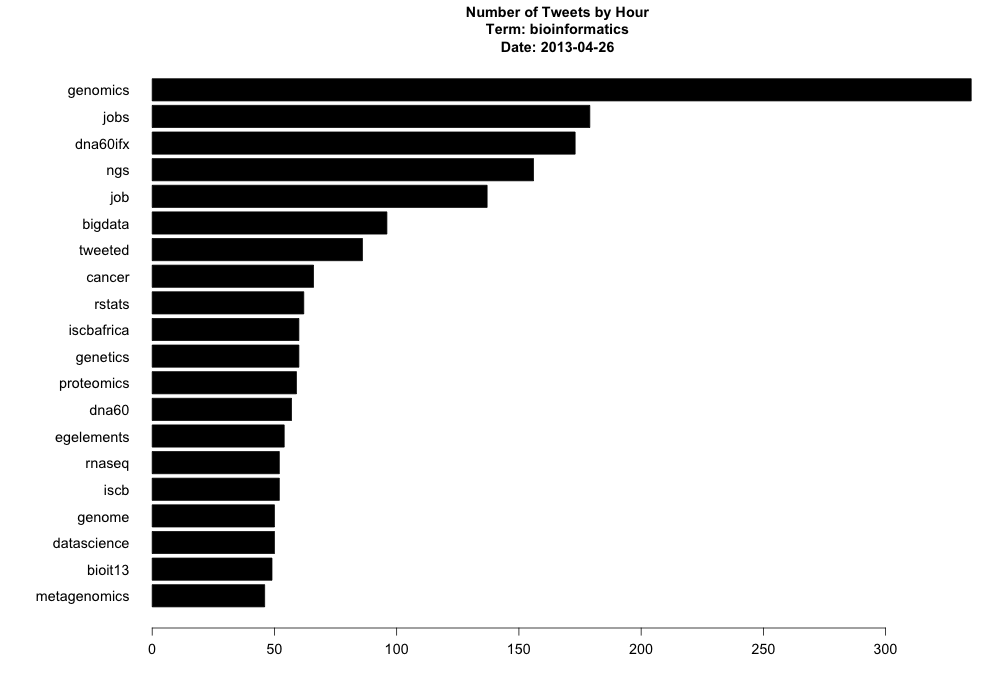 Number of Tweets by Hour
Term: bioinformatics
Date: 2013-04-26
genomics
jobs
dna60ifx
ngs
job
bigdata
tweeted
cancer
rstats
iscbafrica
genetics
proteomics
dna60
egelements
rnaseq
iscb
genome
datascience
bioit13
metagenomics
0 50 100 150 200 250 300